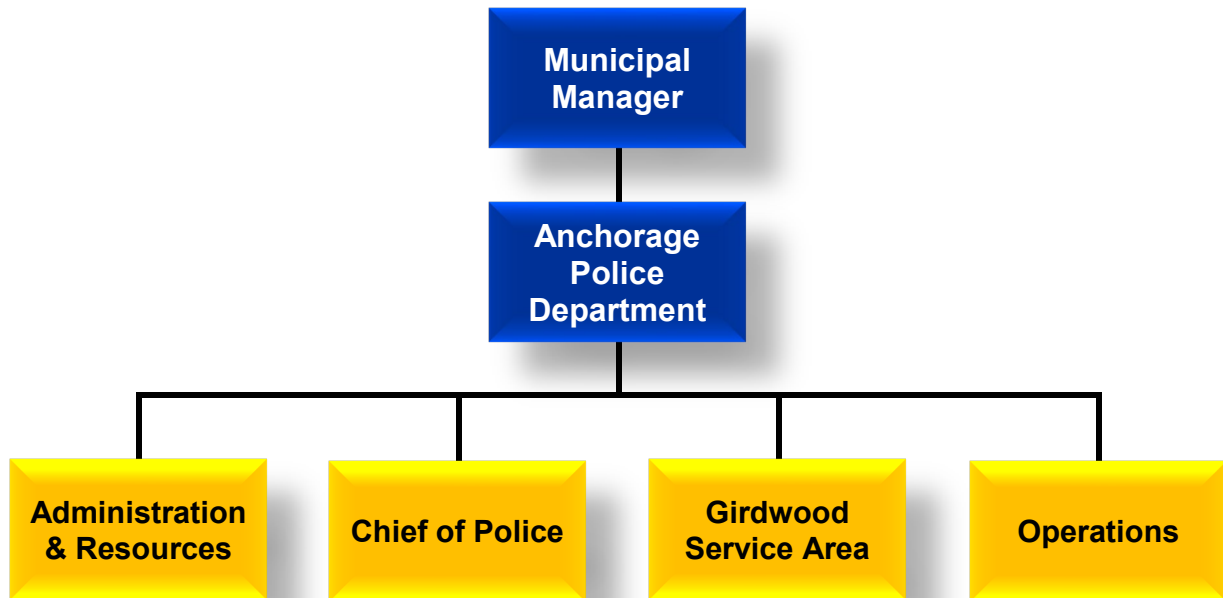 Municipal
Manager
Anchorage
Police
Department
Administration
& Resources
Chief of Police
Girdwood
Service Area
Operations